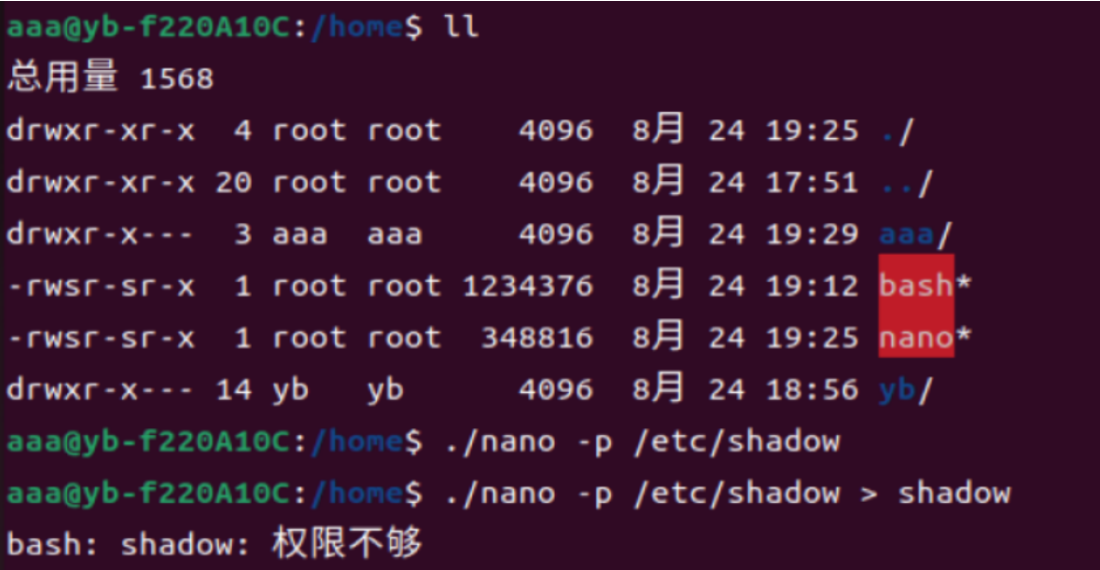 aaa@yb-f220A10C:/home$ ll
总用量 1568
drwxr-xr-x  4 root root    4096  8月 24 19:25 ./
drwxr-xr-x 20 root root    4096  8月 24 17:51 ../
drwxr-x---  3 aaa  aaa     4096  8月 24 19:29 aaa/
-rwsr-sr-x  1 root root 1234376  8月 24 19:12 bash*
-rwsr-sr-x  1 root root  348816  8月 24 19:25 nano*
drwxr-x--- 14 yb   yb      4096  8月 24 18:56 yb/
aaa@yb-f220A10C:/home$ ./nano -p /etc/shadow
aaa@yb-f220A10C:/home$ ./nano -p /etc/shadow > shadow
bash: shadow: 权限不够